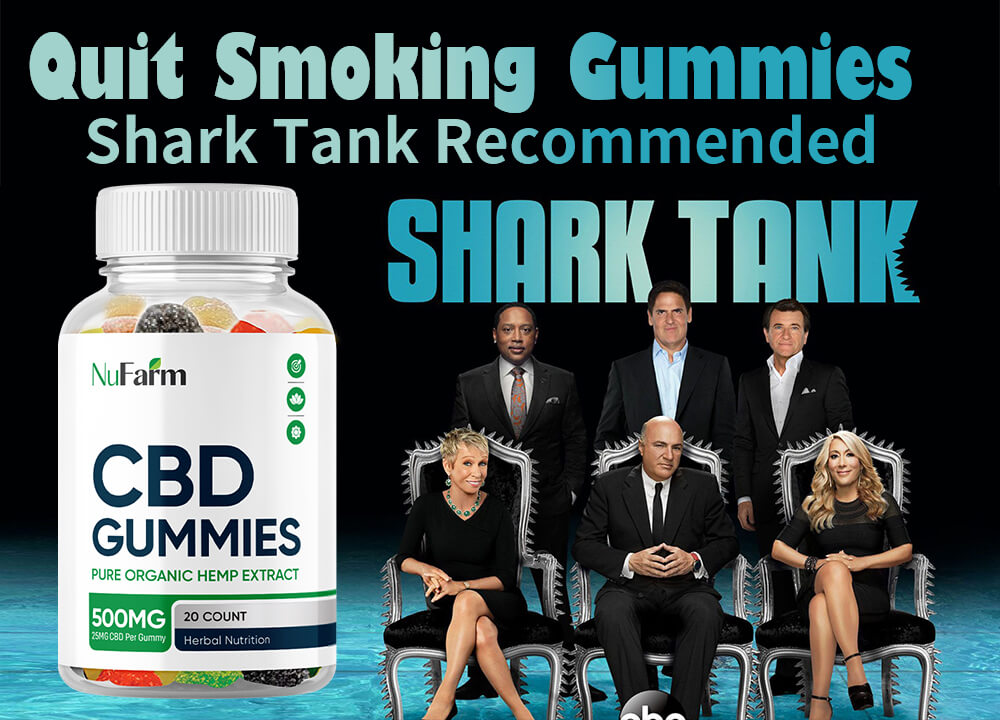 Quit Smoking Gummies
Shark Tank Recommended
SHARK TANK
NuFarm
CBD
GUMMIES
PURE ORGANIC HEMP EXTRACT
500MG
25MG CBD Per Gummy
20 COUNT
Herbal Nutrition
abc